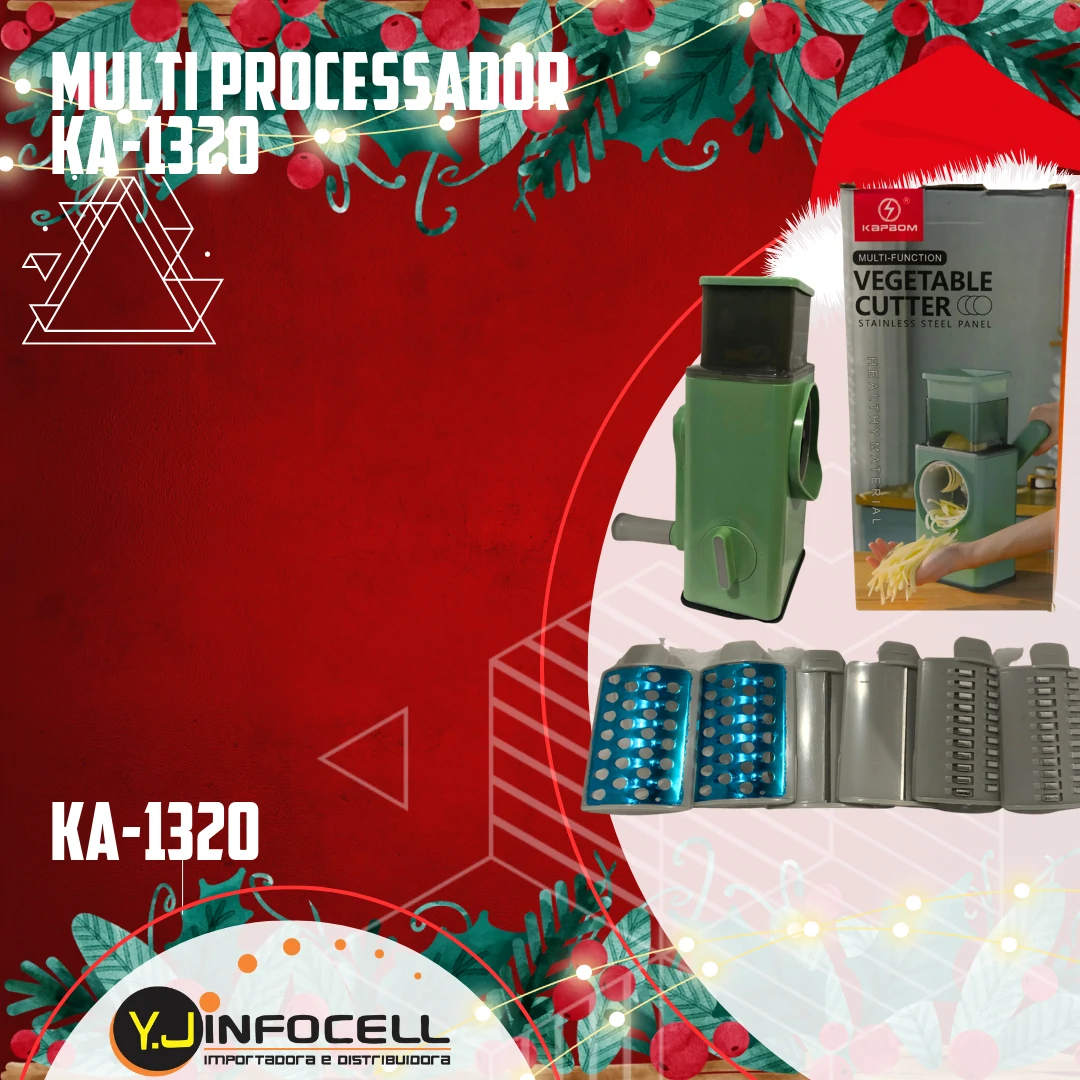 MULTI PROCESSADOR
KA-1320
KAPBOM
®
MULTI-FUNCTION
VEGETABLE
CUTTER
STAINLESS STEEL PANEL
HEALTHY MATERIAL
KA-1320
Y.J INFOCELL
IMPORTADORA E DISTRIBUIDORA